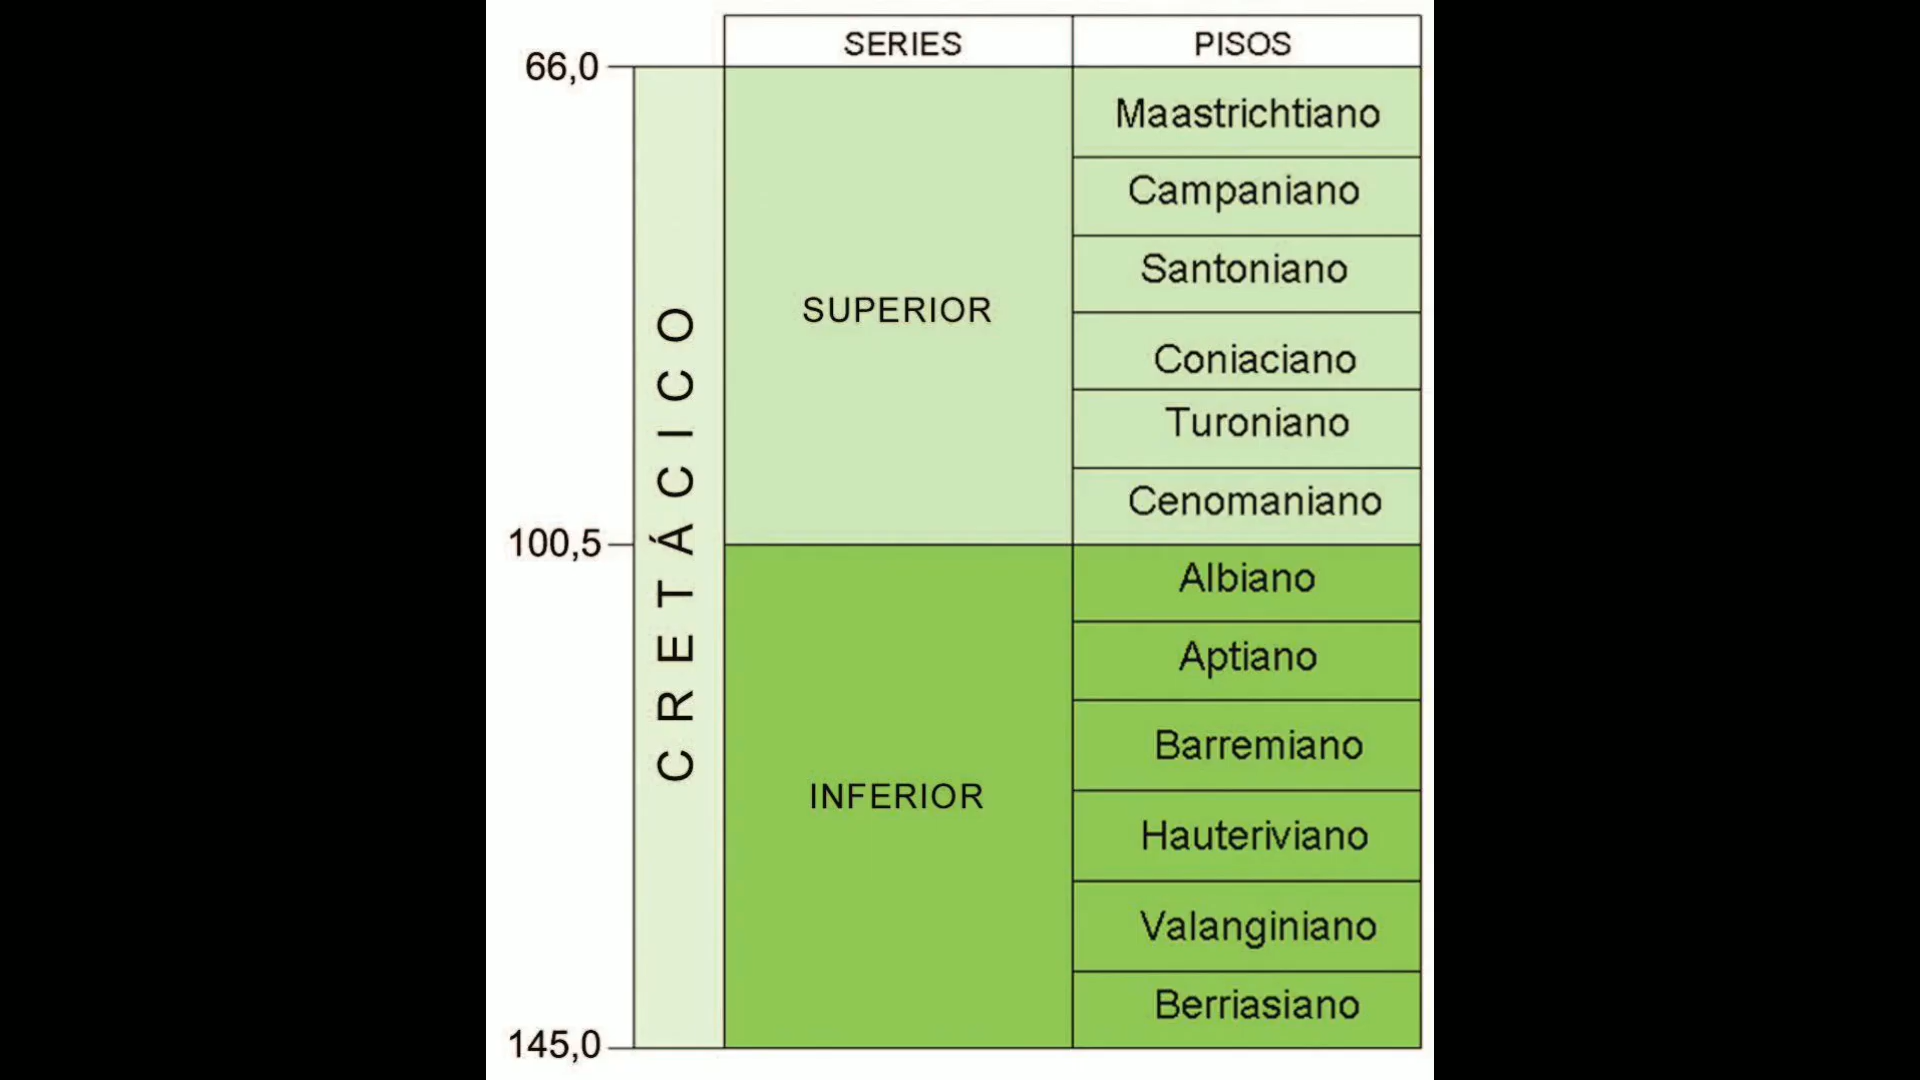 SERIES PISOS
66,0
Maastrichtiano
Campaniano
Santoniano
SUPERIOR
Coniaciano
Turoniano
Cenomaniano
100,5
CRETÁCICO
Albiano
Aptiano
Barremiano
INFERIOR
Hauteriviano
Valanginiano
Berriasiano
145,0